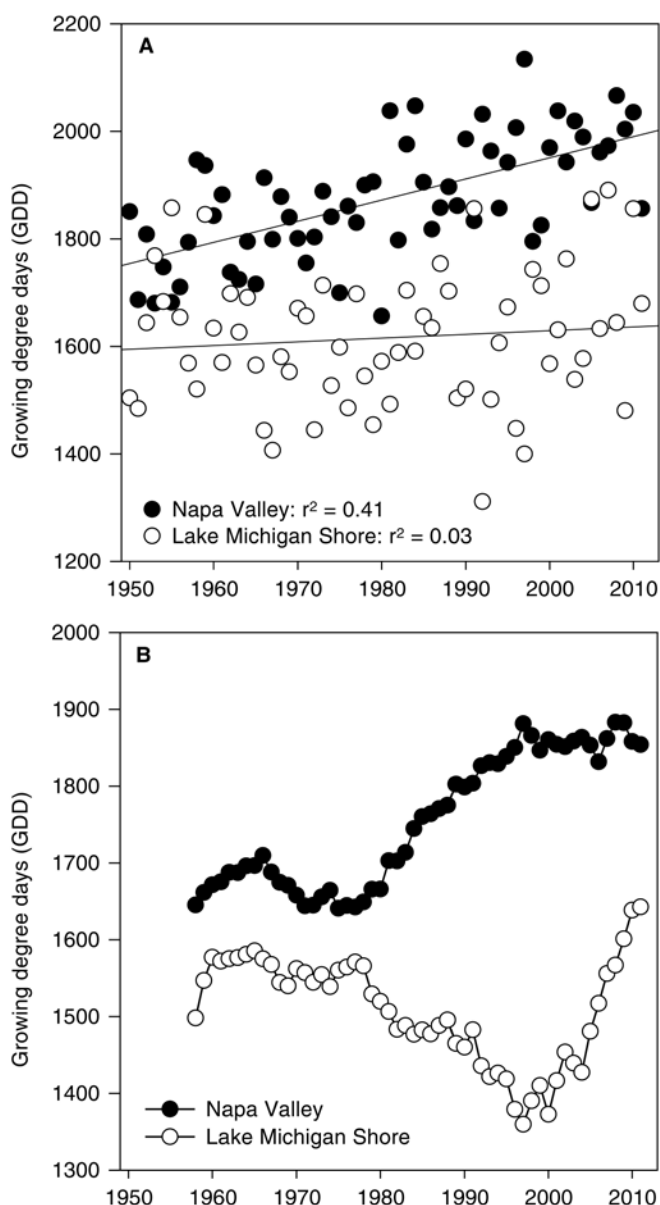 2200
A
2000
1800
1600
1400
1200
Growing degree days (GDD)
Napa Valley: r² = 0.41
Lake Michigan Shore: r² = 0.03
1950 1960 1970 1980 1990 2000 2010
2000
B
1900
1800
1700
1600
1500
1400
1300
Growing degree days (GDD)
Napa Valley
Lake Michigan Shore
1950 1960 1970 1980 1990 2000 2010